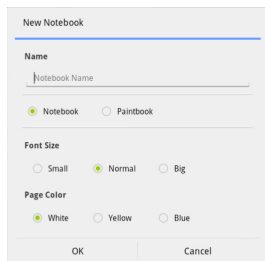 New Notebook
Name
Notebook Name
Notebook Paintbook
Font Size
Small Normal Big
Page Color
White Yellow Blue
OK Cancel